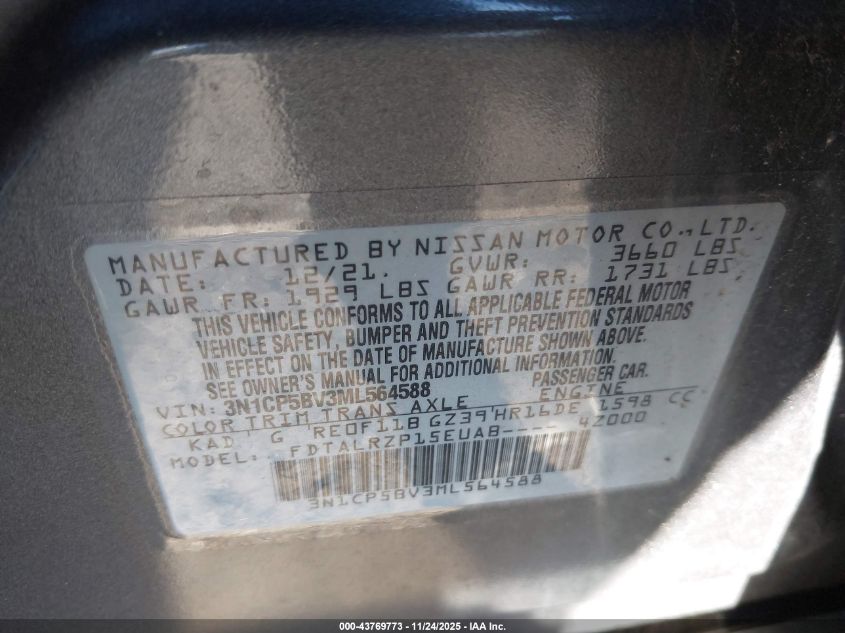 MANUFACTURED BY NISSAN MOTOR CO.,LTD.
DATE: 12/21. GVWR: 3660 LBS
GAWR FR: 1929 LBS GAWR RR: 1731 LBS
THIS VEHICLE CONFORMS TO ALL APPLICABLE FEDERAL MOTOR
VEHICLE SAFETY, BUMPER AND THEFT PREVENTION STANDARDS
IN EFFECT ON THE DATE OF MANUFACTURE SHOWN ABOVE.
SEE OWNER'S MANUAL FOR ADDITIONAL INFORMATION.
VIN: 3N1CP5BV3ML564588 PASSENGER CAR.
COLOR TRIM TRANS AXLE ENGINE
KAD G RE0F11B GZ39 HR16DE 1598 CC
MODEL: FDTALRZP15EUAB---- 4Z000
3N1CP5BV3ML564588
000-43769773 - 11/24/2025 - IAA Inc.